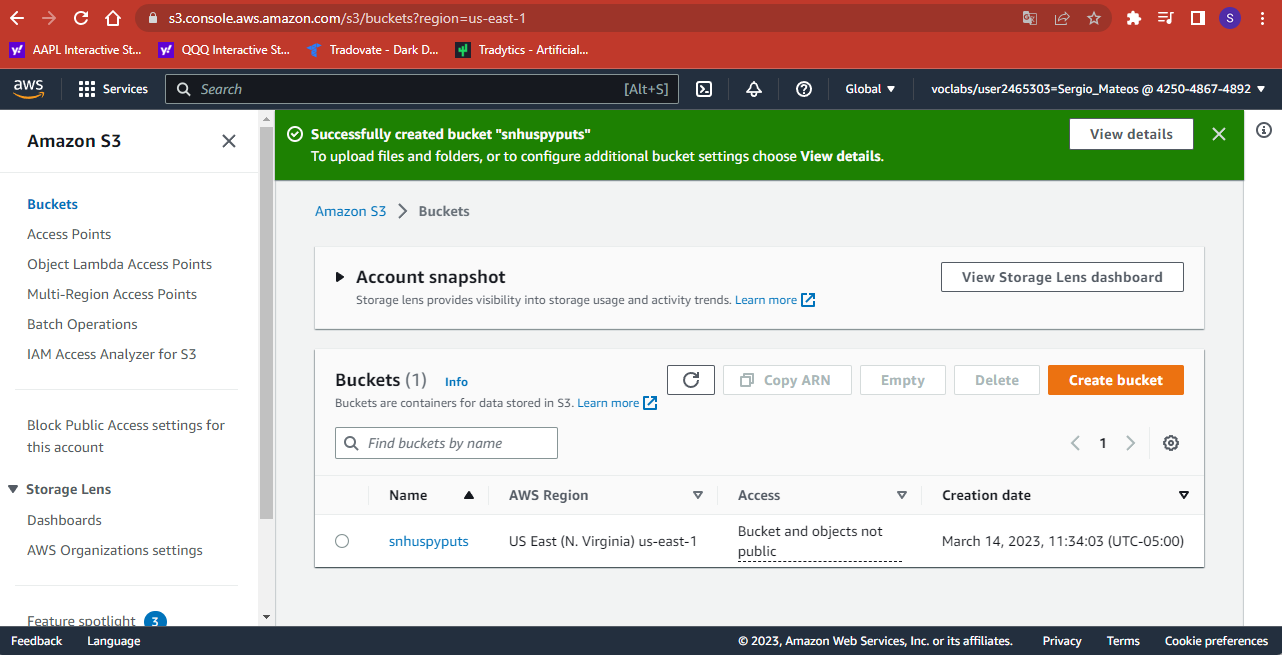 s3.console.aws.amazon.com/s3/buckets?region=us-east-1
S
AAPL Interactive St...
QQQ Interactive St...
Tradovate - Dark D...
Tradytics - Artificial...
aws
Services
Search
[Alt+S]
Global
voclabs/user2465303=Sergio_Mateos @ 4250-4867-4892
Amazon S3
Buckets
Access Points
Object Lambda Access Points
Multi-Region Access Points
Batch Operations
IAM Access Analyzer for S3
Block Public Access settings for
this account
Storage Lens
Dashboards
AWS Organizations settings
Feature spotlight 3
Successfully created bucket "snhuspyputs"
To upload files and folders, or to configure additional bucket settings choose View details.
View details
Amazon S3 > Buckets
Account snapshot
Storage lens provides visibility into storage usage and activity trends. Learn more
View Storage Lens dashboard
Buckets (1) Info
Buckets are containers for data stored in S3. Learn more
Copy ARN
Empty
Delete
Create bucket
Find buckets by name
1
Name
AWS Region
Access
Creation date
snhuspyputs
US East (N. Virginia) us-east-1
Bucket and objects not
public
March 14, 2023, 11:34:03 (UTC-05:00)
Feedback
Language
© 2023, Amazon Web Services, Inc. or its affiliates.
Privacy
Terms
Cookie preferences